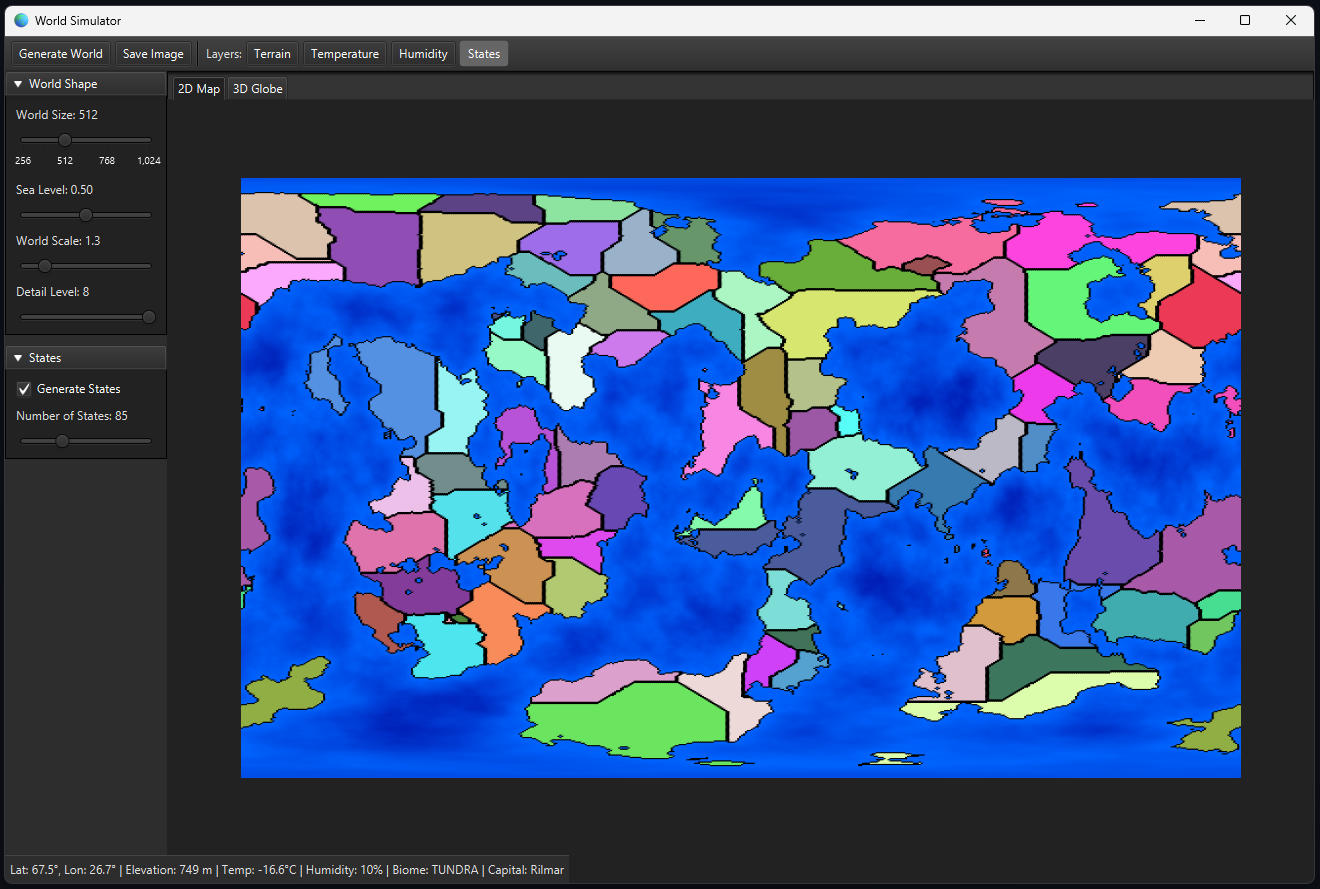 World Simulator
Generate World Save Image Layers: Terrain Temperature Humidity States
World Shape
2D Map 3D Globe
World Size: 512
256 512 768 1,024
Sea Level: 0.50
World Scale: 1.3
Detail Level: 8
States
Generate States
Number of States: 85
Lat: 67.5°, Lon: 26.7° | Elevation: 749 m | Temp: -16.6°C | Humidity: 10% | Biome: TUNDRA | Capital: Rilmar